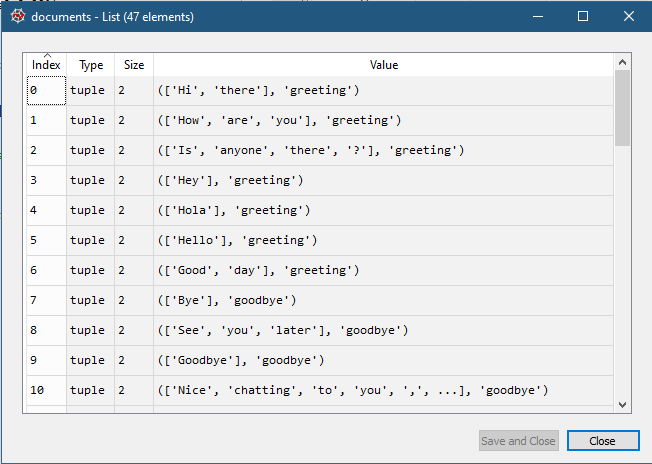 documents - List (47 elements)
Index Type Size Value
0 tuple 2 (['Hi', 'there'], 'greeting')
1 tuple 2 (['How', 'are', 'you'], 'greeting')
2 tuple 2 (['Is', 'anyone', 'there', '?'], 'greeting')
3 tuple 2 (['Hey'], 'greeting')
4 tuple 2 (['Hola'], 'greeting')
5 tuple 2 (['Hello'], 'greeting')
6 tuple 2 (['Good', 'day'], 'greeting')
7 tuple 2 (['Bye'], 'goodbye')
8 tuple 2 (['See', 'you', 'later'], 'goodbye')
9 tuple 2 (['Goodbye'], 'goodbye')
10 tuple 2 (['Nice', 'chatting', 'to', 'you', ',', ...], 'goodbye')
Save and Close Close